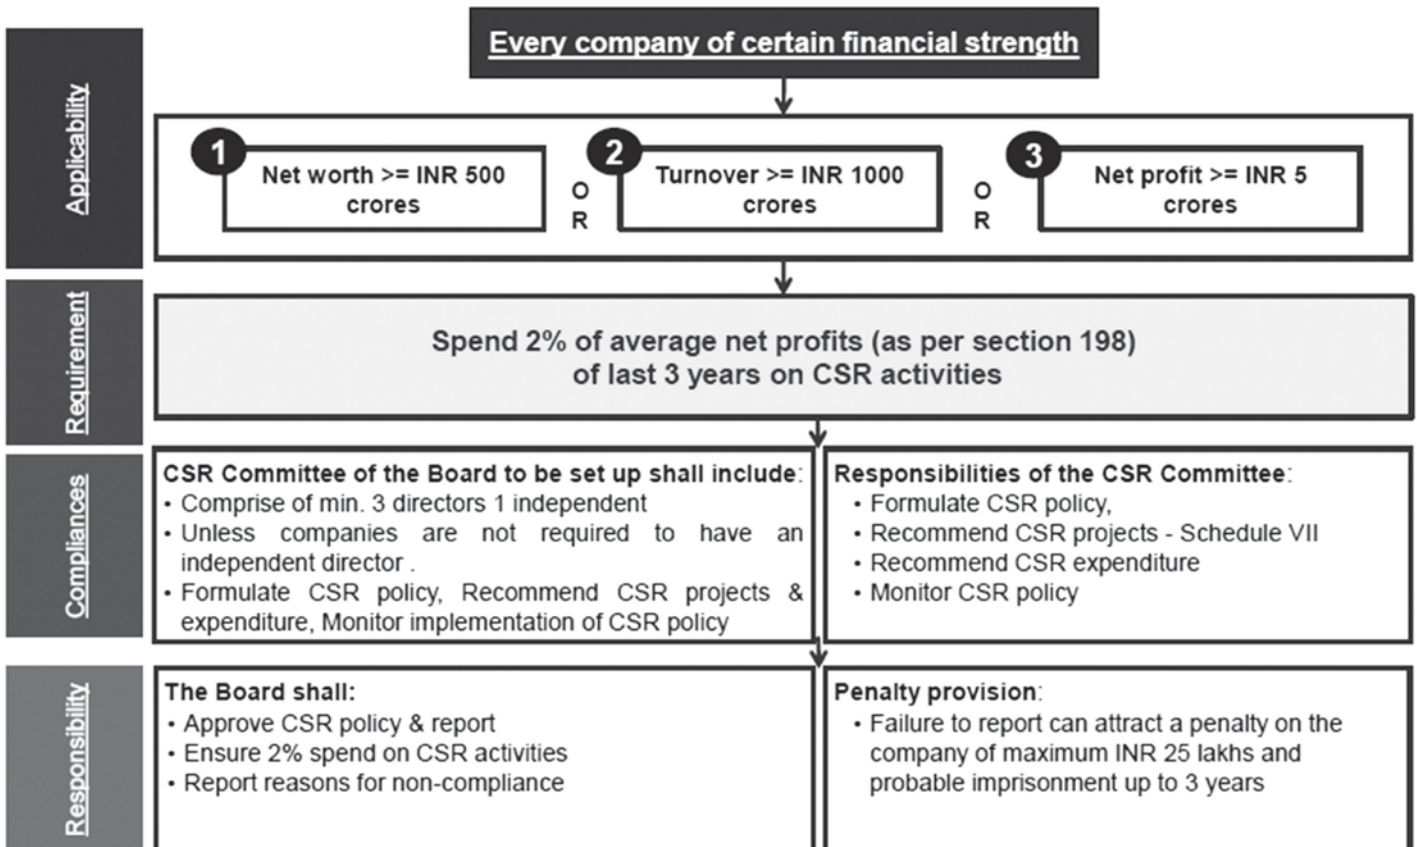 Every company of certain financial strength
Applicability
1
Net worth >= INR 500
crores
O
R
2
Turnover >= INR 1000
crores
O
R
3
Net profit >= INR 5
crores
Requirement
Spend 2% of average net profits (as per section 198)
of last 3 years on CSR activities
Compliances
CSR Committee of the Board to be set up shall include:
• Comprise of min. 3 directors 1 independent
• Unless companies are not required to have an
independent director .
• Formulate CSR policy, Recommend CSR projects &
expenditure, Monitor implementation of CSR policy
Responsibilities of the CSR Committee:
• Formulate CSR policy,
• Recommend CSR projects - Schedule VII
• Recommend CSR expenditure
• Monitor CSR policy
Responsibility
The Board shall:
• Approve CSR policy & report
• Ensure 2% spend on CSR activities
• Report reasons for non-compliance
Penalty provision:
• Failure to report can attract a penalty on the
company of maximum INR 25 lakhs and
probable imprisonment up to 3 years